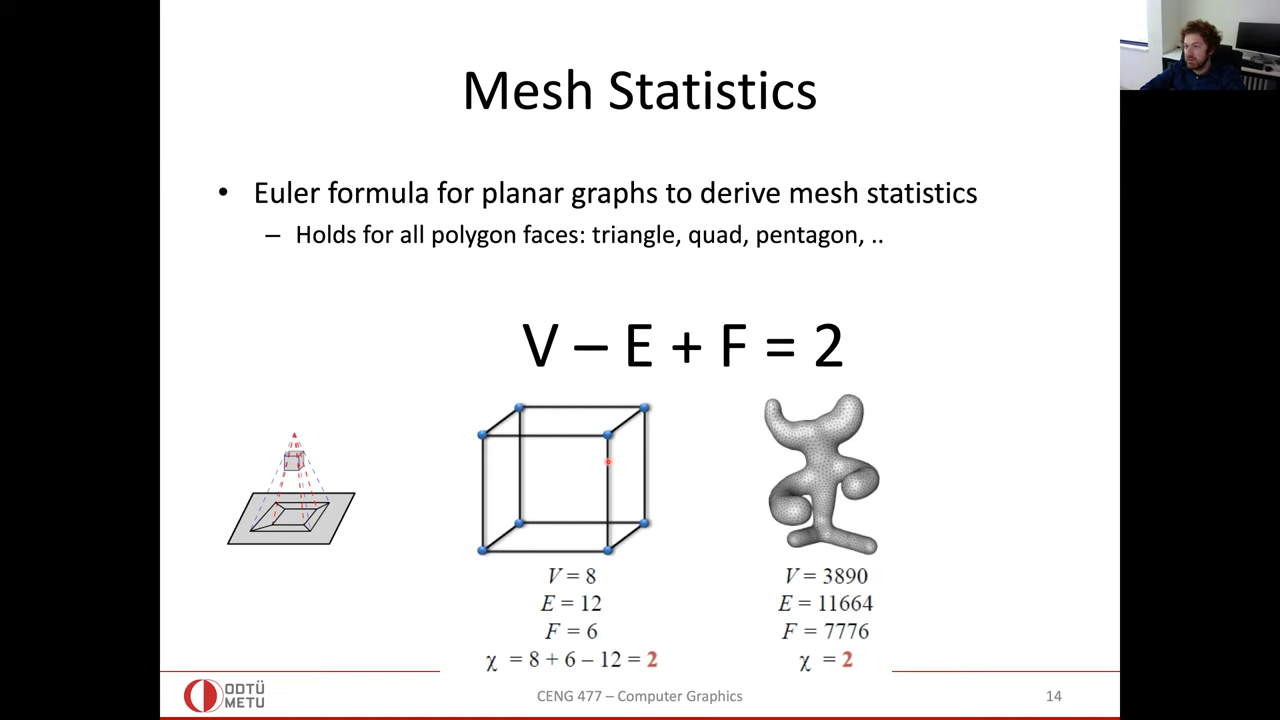 Mesh Statistics
• Euler formula for planar graphs to derive mesh statistics
– Holds for all polygon faces: triangle, quad, pentagon, ..
V – E + F = 2
V = 8
E = 12
F = 6
χ = 8 + 6 – 12 = 2
V = 3890
E = 11664
F = 7776
χ = 2
ODTÜ
METU
CENG 477 – Computer Graphics
14